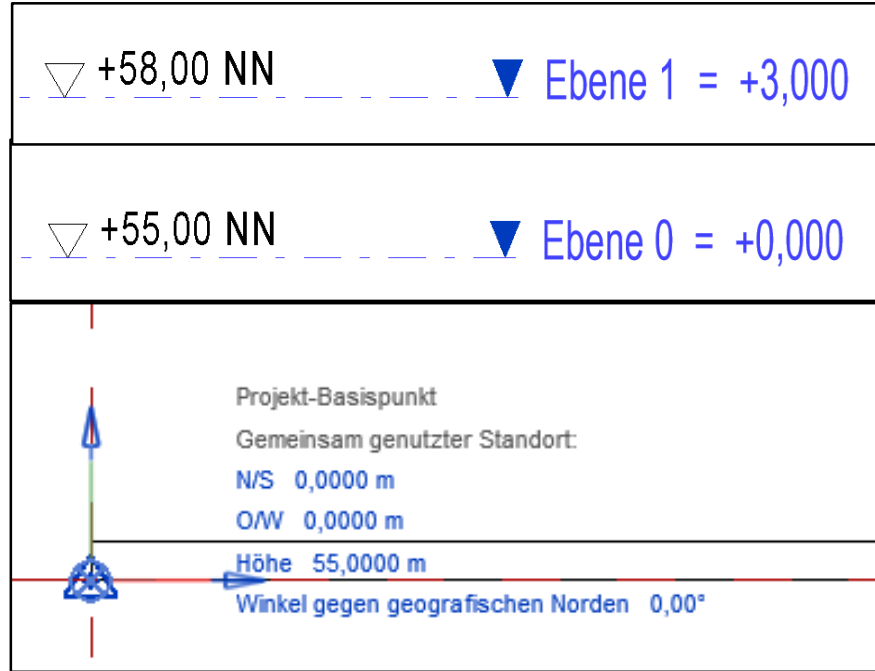 +58,00 NN Ebene 1 = +3,000
+55,00 NN Ebene 0 = +0,000
Projekt-Basispunkt
Gemeinsam genutzter Standort:
N/S 0,0000 m
O/W 0,0000 m
Höhe 55,0000 m
Winkel gegen geografischen Norden 0,00°